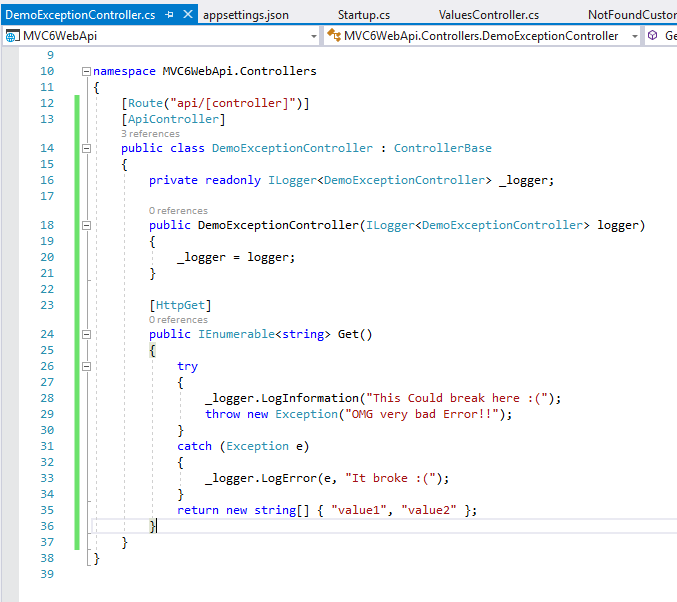 DemoExceptionController.cs appsettings.json Startup.cs ValuesController.cs NotFoundCustom
MVC6WebApi MVC6WebApi.Controllers.DemoExceptionController Ge
9
10 namespace MVC6WebApi.Controllers
11 {
12 [Route("api/[controller]")]
13 [ApiController]
3 references
14 public class DemoExceptionController : ControllerBase
15 {
16 private readonly ILogger<DemoExceptionController> _logger;
17
0 references
18 public DemoExceptionController(ILogger<DemoExceptionController> logger)
19 {
20 _logger = logger;
21 }
22
23 [HttpGet]
0 references
24 public IEnumerable<string> Get()
25 {
26 try
27 {
28 _logger.LogInformation("This Could break here :(");
29 throw new Exception("OMG very bad Error!!");
30 }
31 catch (Exception e)
32 {
33 _logger.LogError(e, "It broke :(");
34 }
35 return new string[] { "value1", "value2" };
36 }
37 }
38 }
39